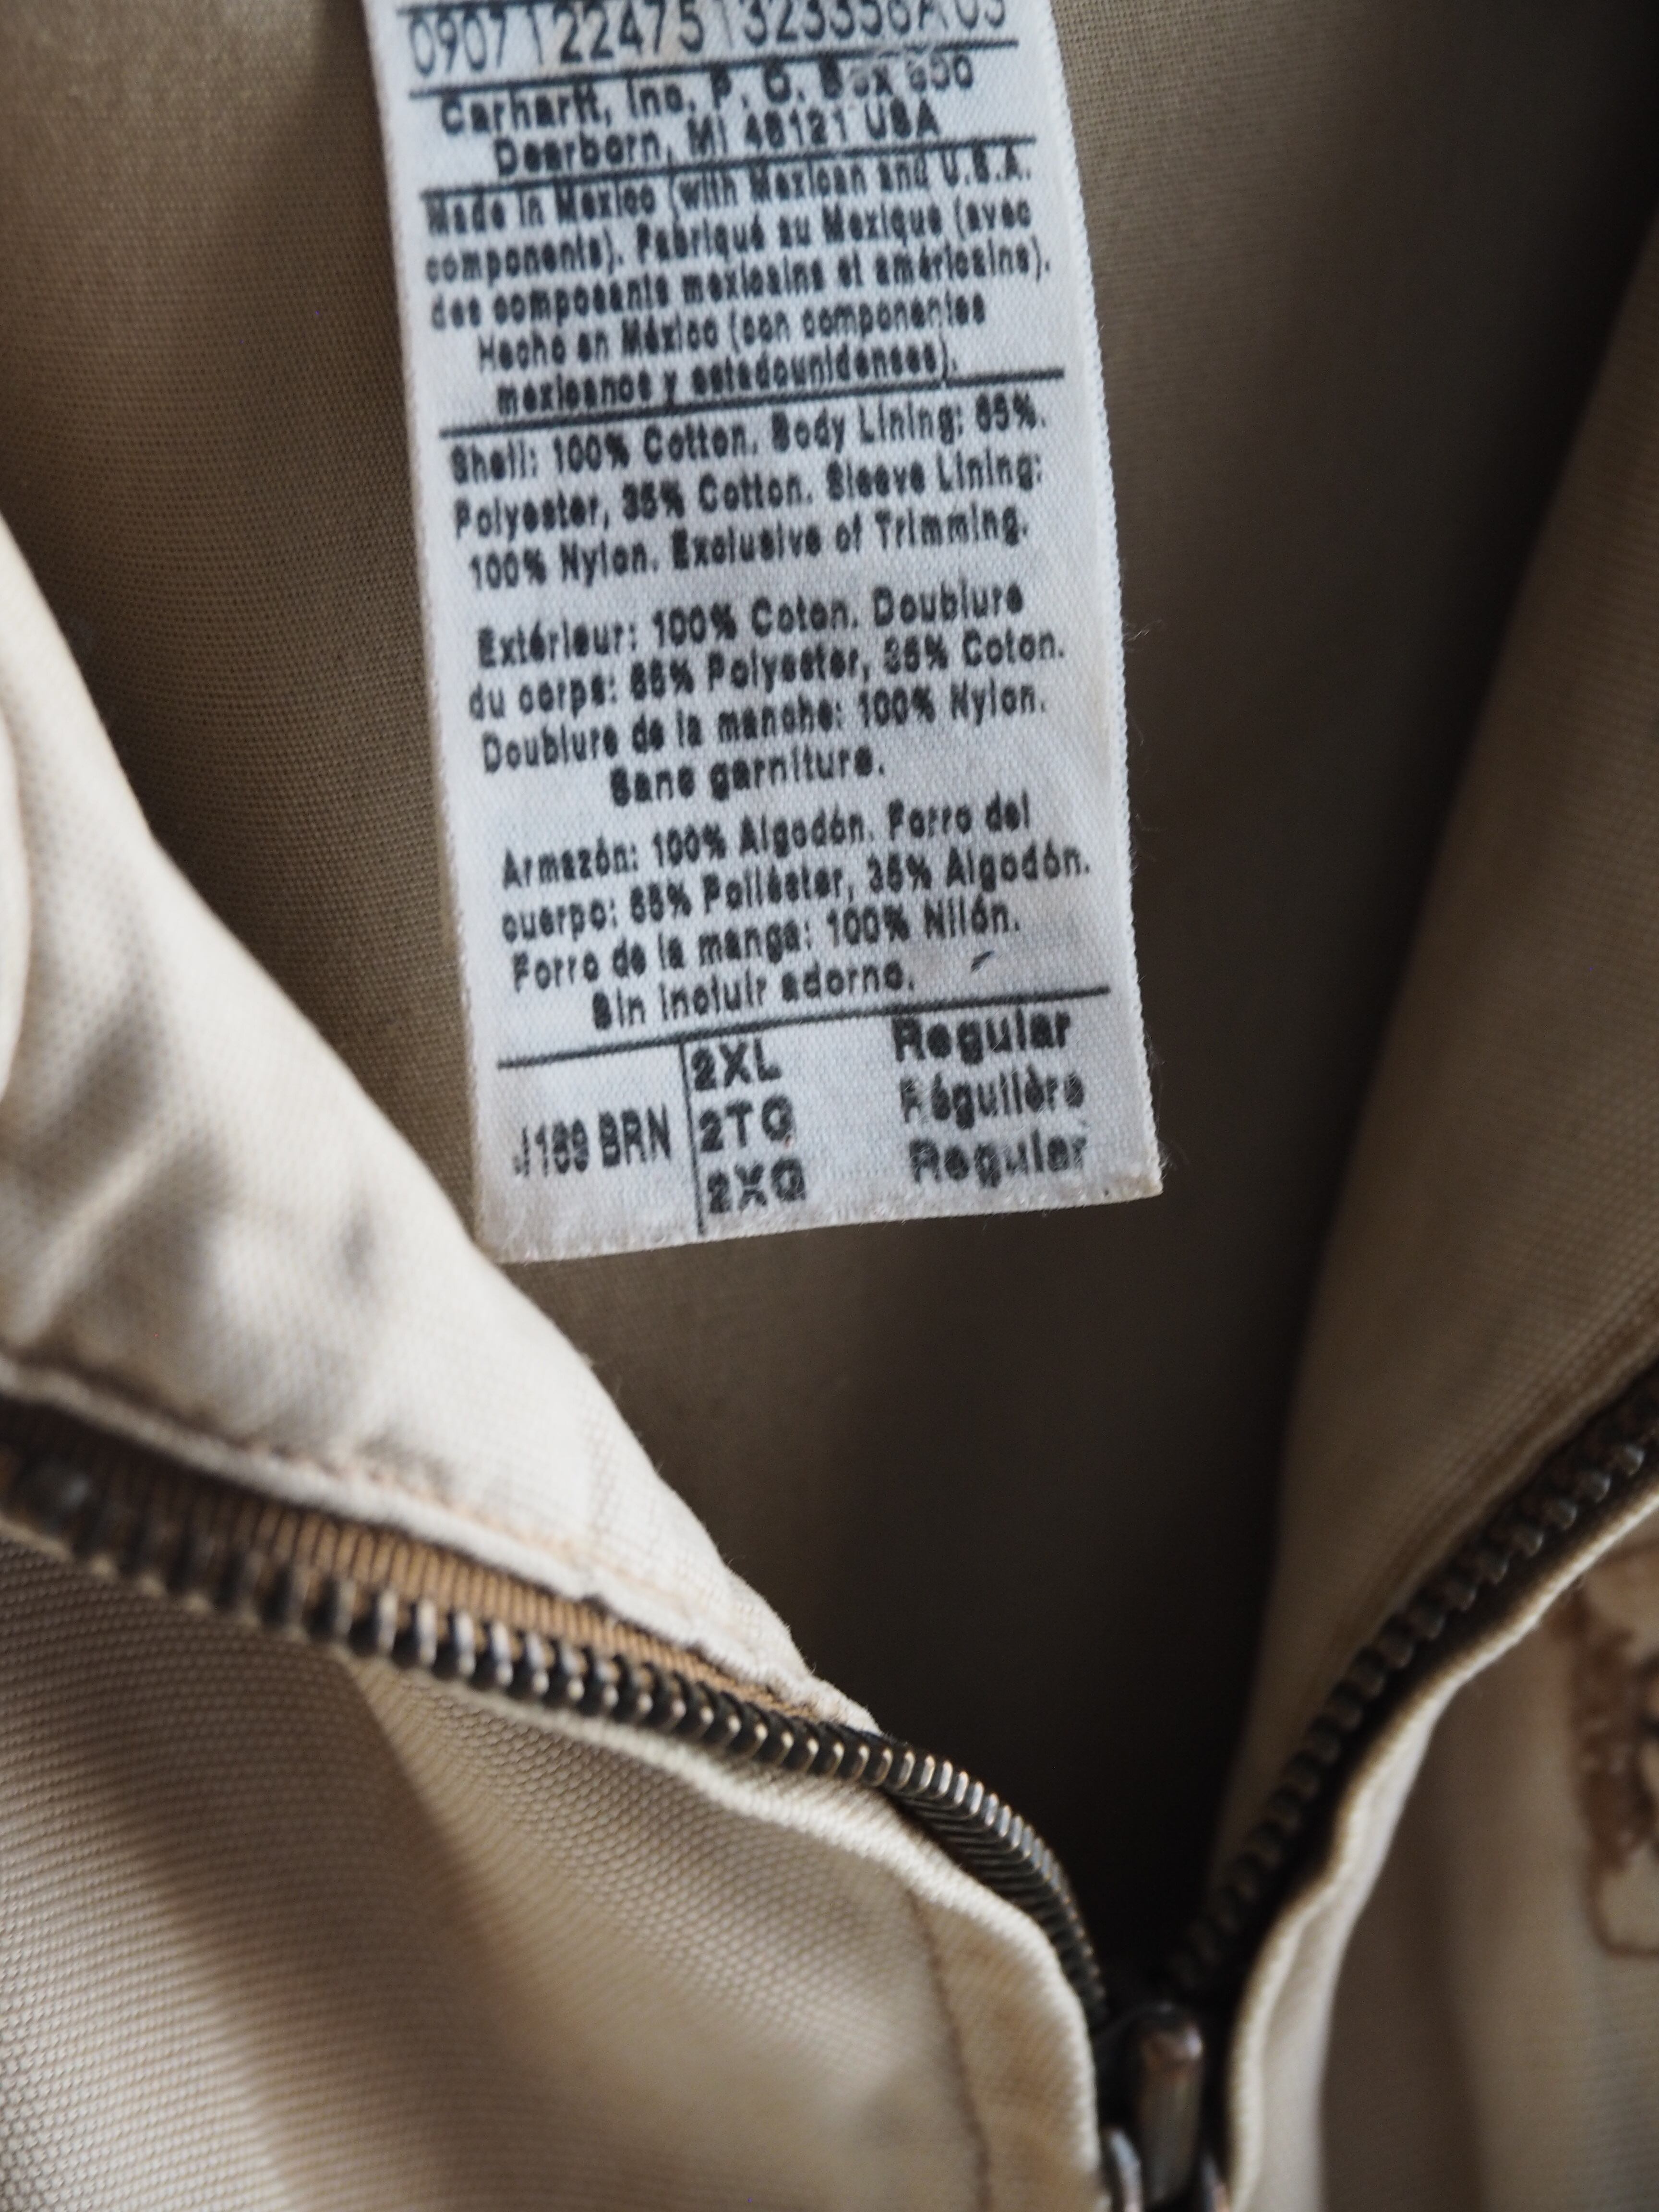 0907 122475 1323358A 03
Carhartt, Inc. P. O. Box 600
Dearborn, MI 48121 USA
Made in Mexico (with Mexican and U.S.A.
components). Fabriqué au Mexique (avec
des composants mexicains et américains).
Hecho en México (con componentes
mexicanos y estadounidenses).
Shell: 100% Cotton. Body Lining: 65%.
Polyester, 35% Cotton. Sleeve Lining:
100% Nylon. Exclusive of Trimming.
Extérieur: 100% Coton. Doublure
du corps: 65% Polyester, 35% Coton.
Doublure de la manche: 100% Nylon.
Sans garniture.
Armazón: 100% Algodón. Forro del
cuerpo: 65% Poliéster, 35% Algodón.
Forro de la manga: 100% Nilón.
Sin incluir adorno.
J189 BRN
2XL Regular
2TG Régulière
2XG Regular